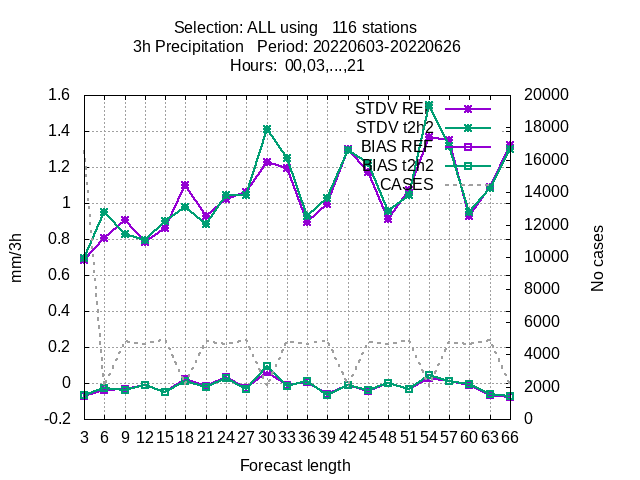 Selection: ALL using   116 stations
3h Precipitation   Period: 20220603-20220626
Hours:  00,03,...,21
1.6
1.4
1.2
1
0.8
0.6
0.4
0.2
0
-0.2
20000
18000
16000
14000
12000
10000
8000
6000
4000
2000
0
mm/3h
No cases
STDV REF
STDV t2h2
BIAS REF
BIAS t2h2
CASES
3 6 9 12 15 18 21 24 27 30 33 36 39 42 45 48 51 54 57 60 63 66
Forecast length